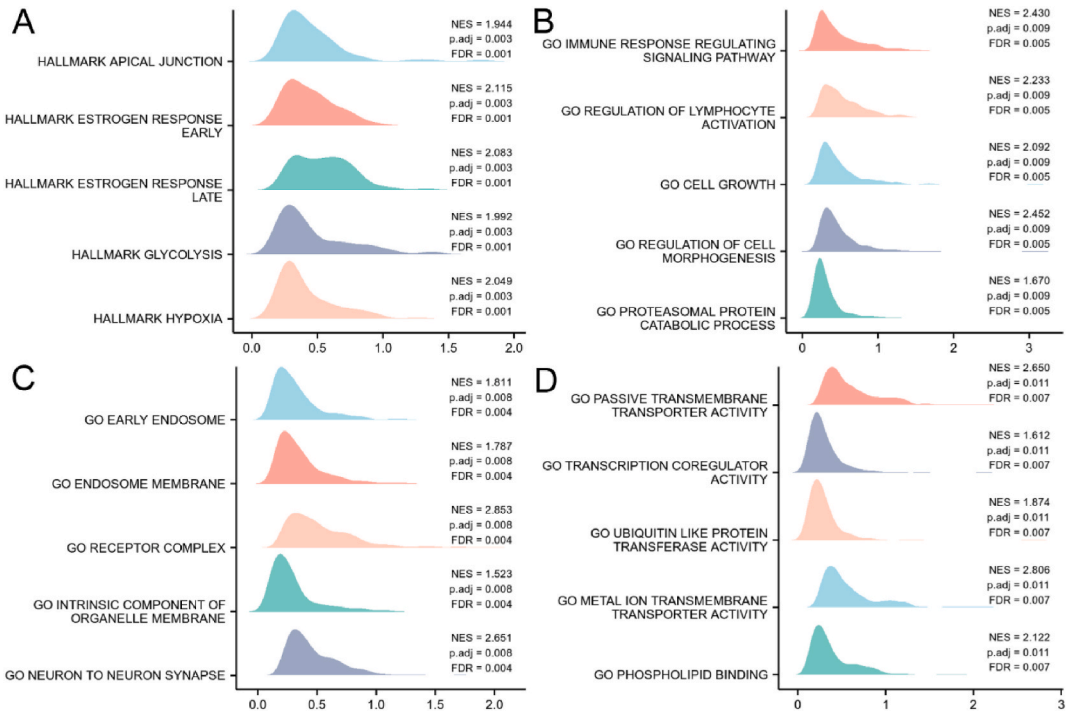 A
HALLMARK APICAL JUNCTION
NES = 1.944
p.adj = 0.003
FDR = 0.001
HALLMARK ESTROGEN RESPONSE
EARLY
NES = 2.115
p.adj = 0.003
FDR = 0.001
HALLMARK ESTROGEN RESPONSE
LATE
NES = 2.083
p.adj = 0.003
FDR = 0.001
HALLMARK GLYCOLYSIS
NES = 1.992
p.adj = 0.003
FDR = 0.001
HALLMARK HYPOXIA
NES = 2.049
p.adj = 0.003
FDR = 0.001
0.0 0.5 1.0 1.5 2.0
B
GO IMMUNE RESPONSE REGULATING
SIGNALING PATHWAY
NES = 2.430
p.adj = 0.009
FDR = 0.005
GO REGULATION OF LYMPHOCYTE
ACTIVATION
NES = 2.233
p.adj = 0.009
FDR = 0.005
GO CELL GROWTH
NES = 2.092
p.adj = 0.009
FDR = 0.005
GO REGULATION OF CELL
MORPHOGENESIS
NES = 2.452
p.adj = 0.009
FDR = 0.005
GO PROTEASOMAL PROTEIN
CATABOLIC PROCESS
NES = 1.670
p.adj = 0.009
FDR = 0.005
0 1 2 3
C
GO EARLY ENDOSOME
NES = 1.811
p.adj = 0.008
FDR = 0.004
GO ENDOSOME MEMBRANE
NES = 1.787
p.adj = 0.008
FDR = 0.004
GO RECEPTOR COMPLEX
NES = 2.853
p.adj = 0.008
FDR = 0.004
GO INTRINSIC COMPONENT OF
ORGANELLE MEMBRANE
NES = 1.523
p.adj = 0.008
FDR = 0.004
GO NEURON TO NEURON SYNAPSE
NES = 2.651
p.adj = 0.008
FDR = 0.004
0.0 0.5 1.0 1.5 2.0
D
GO PASSIVE TRANSMEMBRANE
TRANSPORTER ACTIVITY
NES = 2.650
p.adj = 0.011
FDR = 0.007
GO TRANSCRIPTION COREGULATOR
ACTIVITY
NES = 1.612
p.adj = 0.011
FDR = 0.007
GO UBIQUITIN LIKE PROTEIN
TRANSFERASE ACTIVITY
NES = 1.874
p.adj = 0.011
FDR = 0.007
GO METAL ION TRANSMEMBRANE
TRANSPORTER ACTIVITY
NES = 2.806
p.adj = 0.011
FDR = 0.007
GO PHOSPHOLIPID BINDING
NES = 2.122
p.adj = 0.011
FDR = 0.007
0 1 2 3